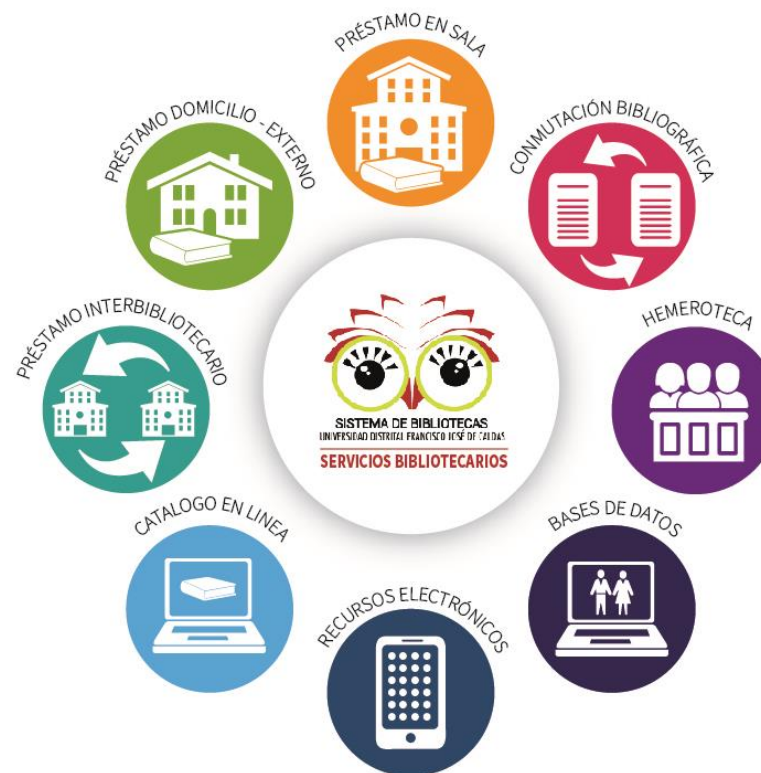 PRÉSTAMO EN SALA
CONMUTACIÓN BIBLIOGRÁFICA
HEMEROTECA
BASES DE DATOS
RECURSOS ELECTRÓNICOS
CATALOGO EN LINEA
PRÉSTAMO INTERBIBLIOTECARIO
PRÉSTAMO DOMICILIO - EXTERNO
SISTEMA DE BIBLIOTECAS
UNIVERSIDAD DISTRITAL FRANCISCO JOSÉ DE CALDAS
SERVICIOS BIBLIOTECARIOS